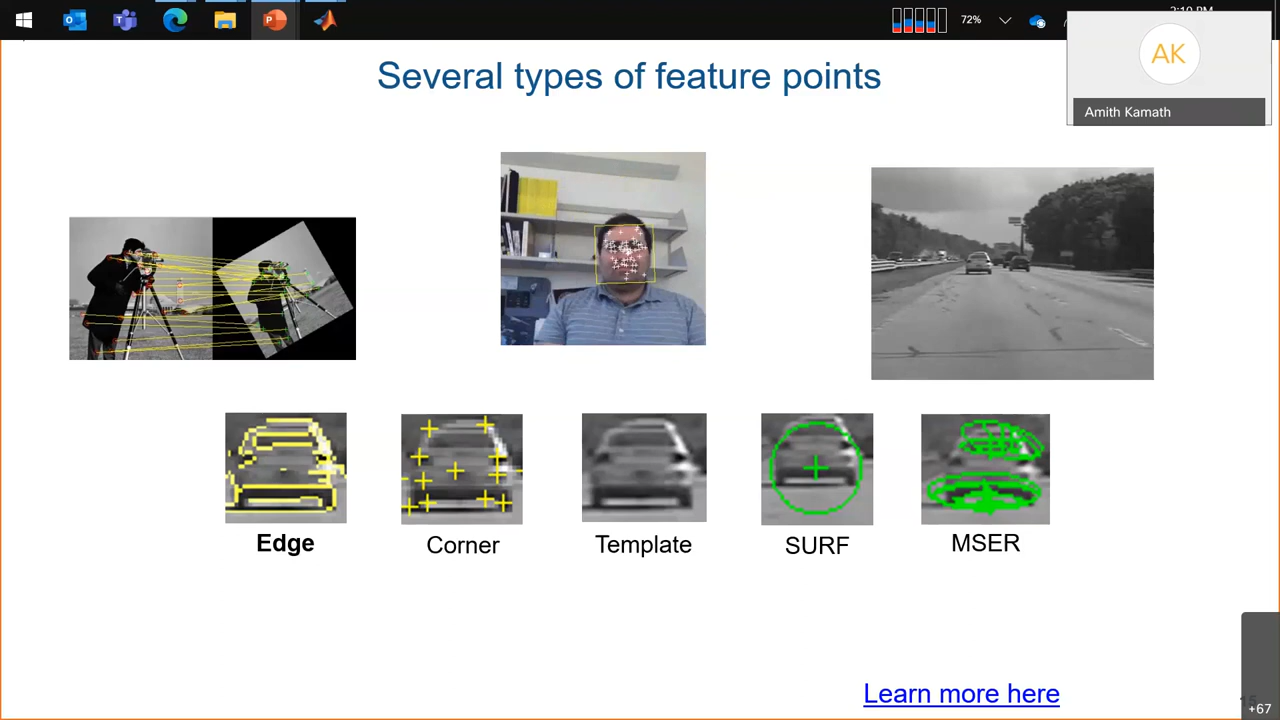 72%
Several types of feature points
AK
Amith Kamath
Edge
Corner
Template
SURF
MSER
Learn more here
+67